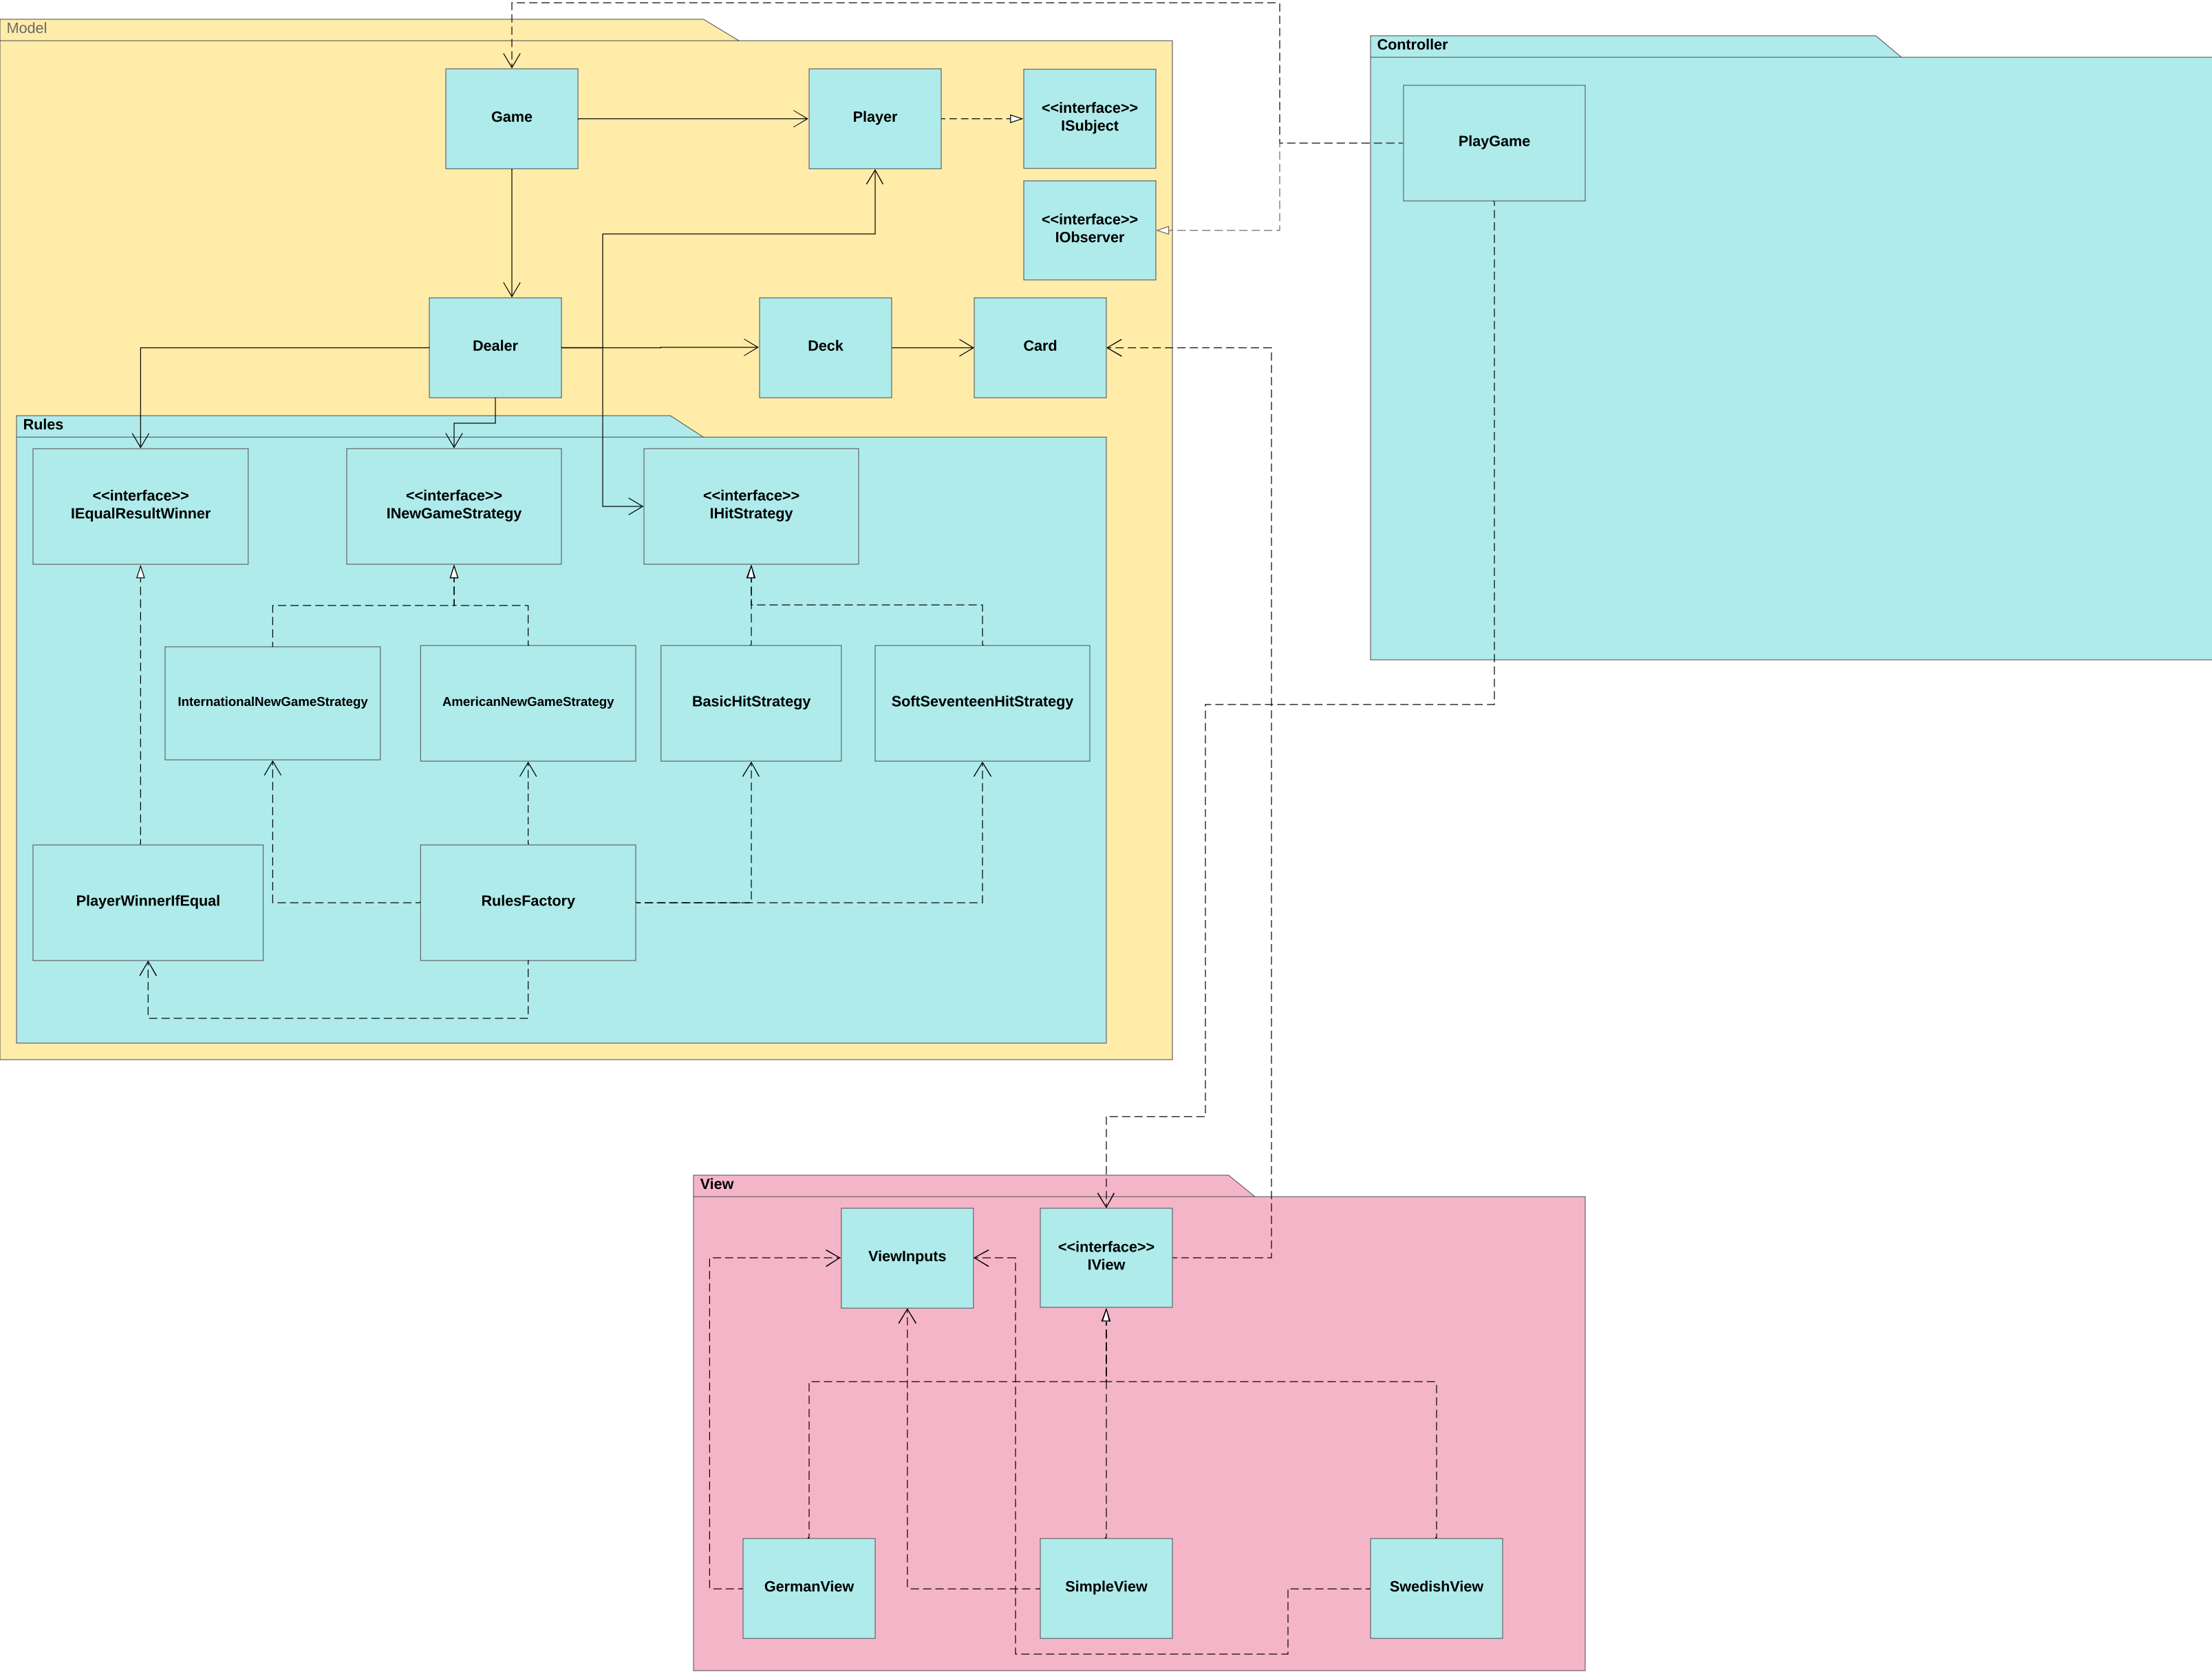 Model
Controller
Game
Player
<<interface>>
ISubject
PlayGame
<<interface>>
IObserver
Dealer
Deck
Card
Rules
<<interface>>
IEqualResultWinner
<<interface>>
INewGameStrategy
<<interface>>
IHitStrategy
InternationalNewGameStrategy
AmericanNewGameStrategy
BasicHitStrategy
SoftSeventeenHitStrategy
PlayerWinnerIfEqual
RulesFactory
View
ViewInputs
<<interface>>
IView
GermanView
SimpleView
SwedishView